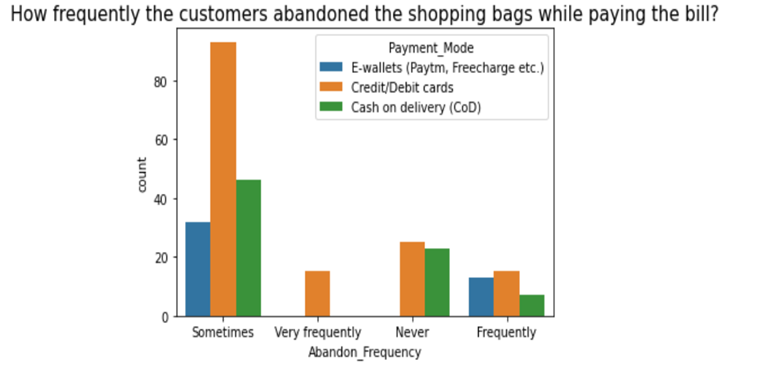 How frequently the customers abandoned the shopping bags while paying the bill?
Payment_Mode
E-wallets (Paytm, Freecharge etc.)
Credit/Debit cards
Cash on delivery (CoD)
80
60
40
20
0
count
Sometimes Very frequently Never Frequently
Abandon_Frequency